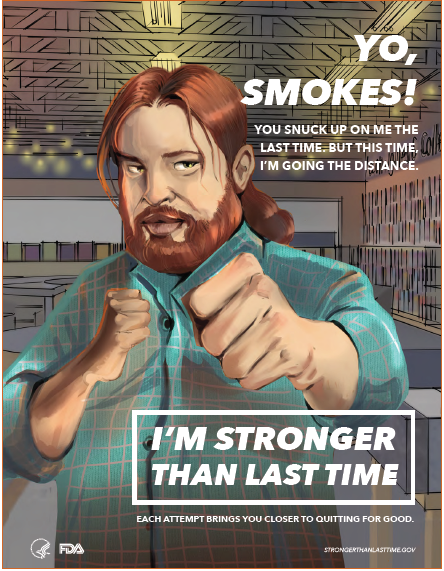 YO,
SMOKES!
YOU SNUCK UP ON ME THE
LAST TIME. BUT THIS TIME,
I'M GOING THE DISTANCE.
I'M STRONGER
THAN LAST TIME
EACH ATTEMPT BRINGS YOU CLOSER TO QUITTING FOR GOOD.
FDA
STRONGERTHANLASTTIME.GOV